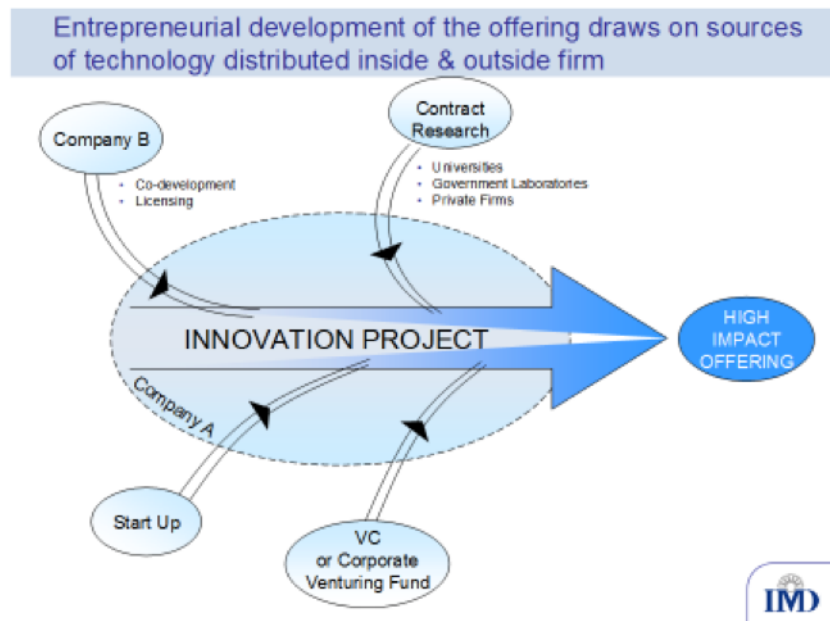 Entrepreneurial development of the offering draws on sources
of technology distributed inside & outside firm
Company B
• Co-development
• Licensing
Contract
Research
• Universities
• Government Laboratories
• Private Firms
INNOVATION PROJECT
HIGH
IMPACT
OFFERING
Company A
Start Up
VC
or Corporate
Venturing Fund
IMD